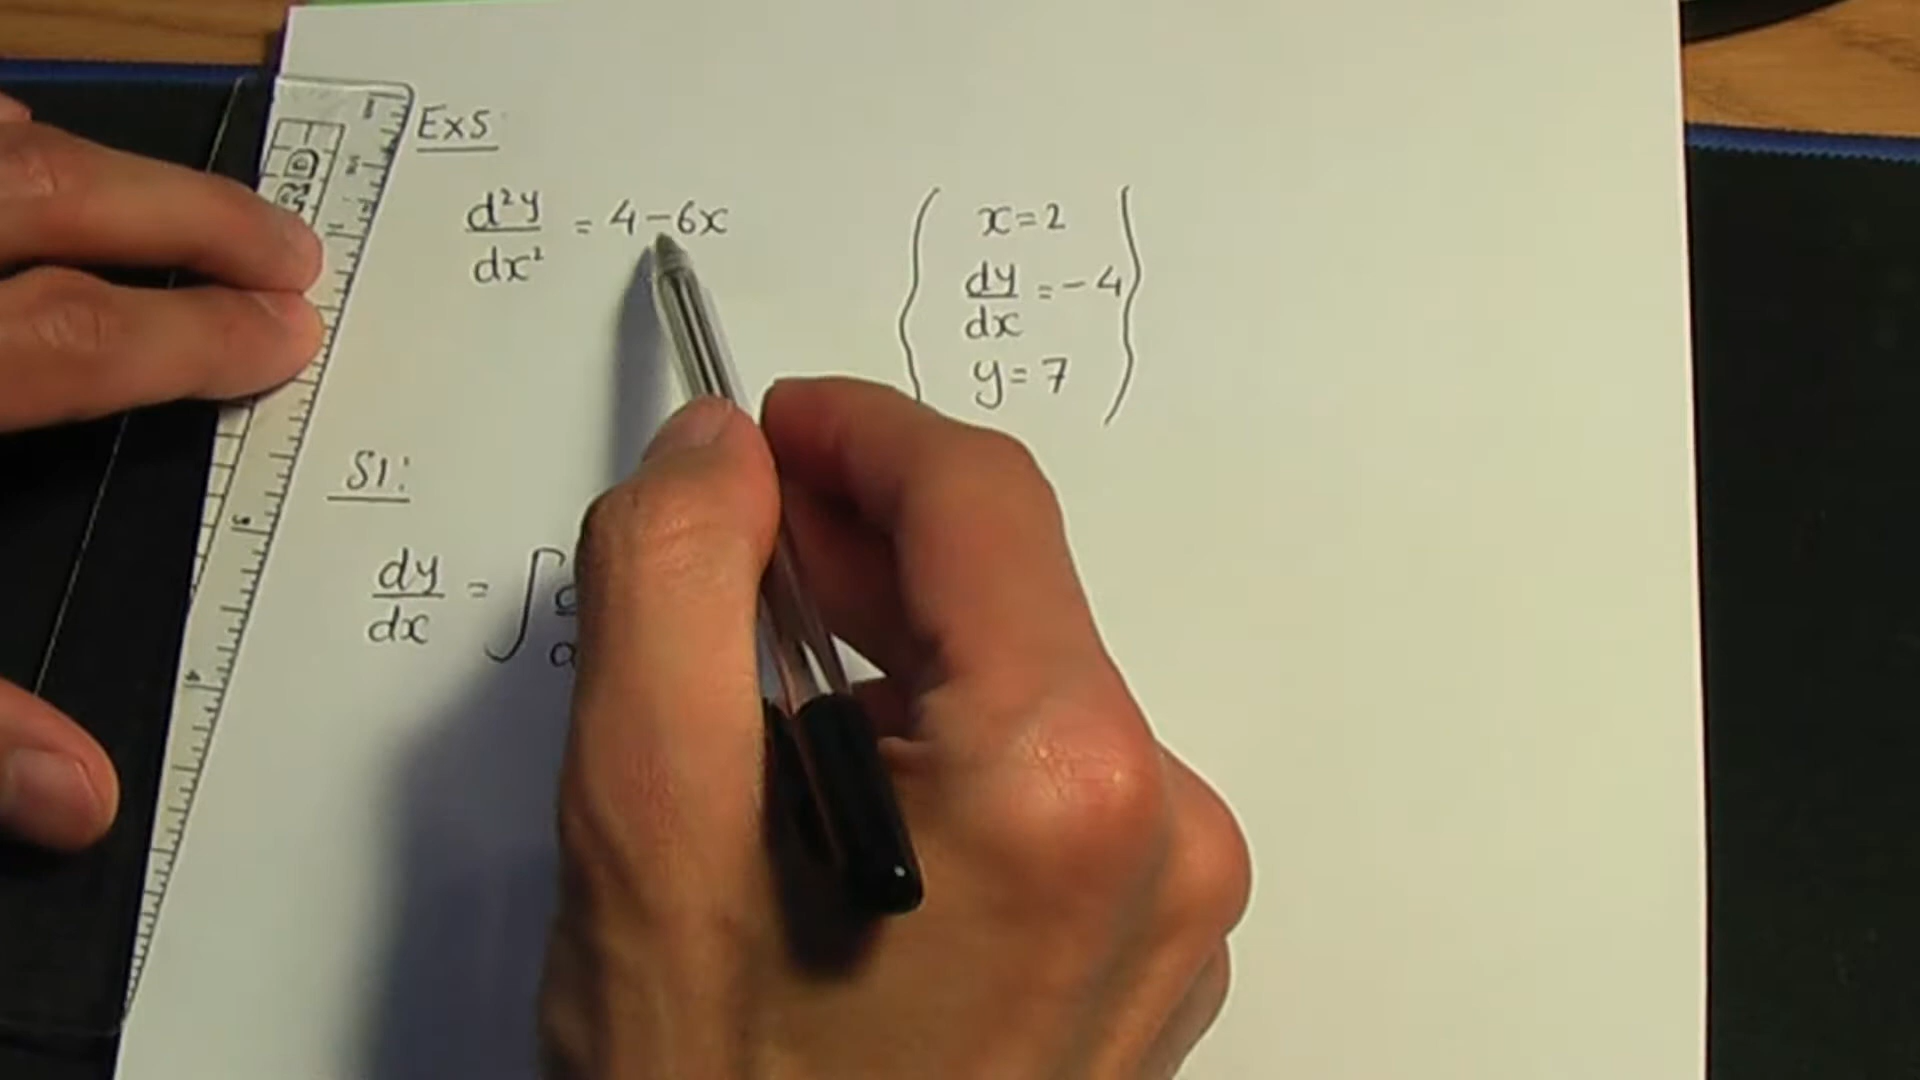 Ex5
d²y/dx² = 4-6x
x=2
dy/dx = -4
y=7
S1:
dy/dx = ∫